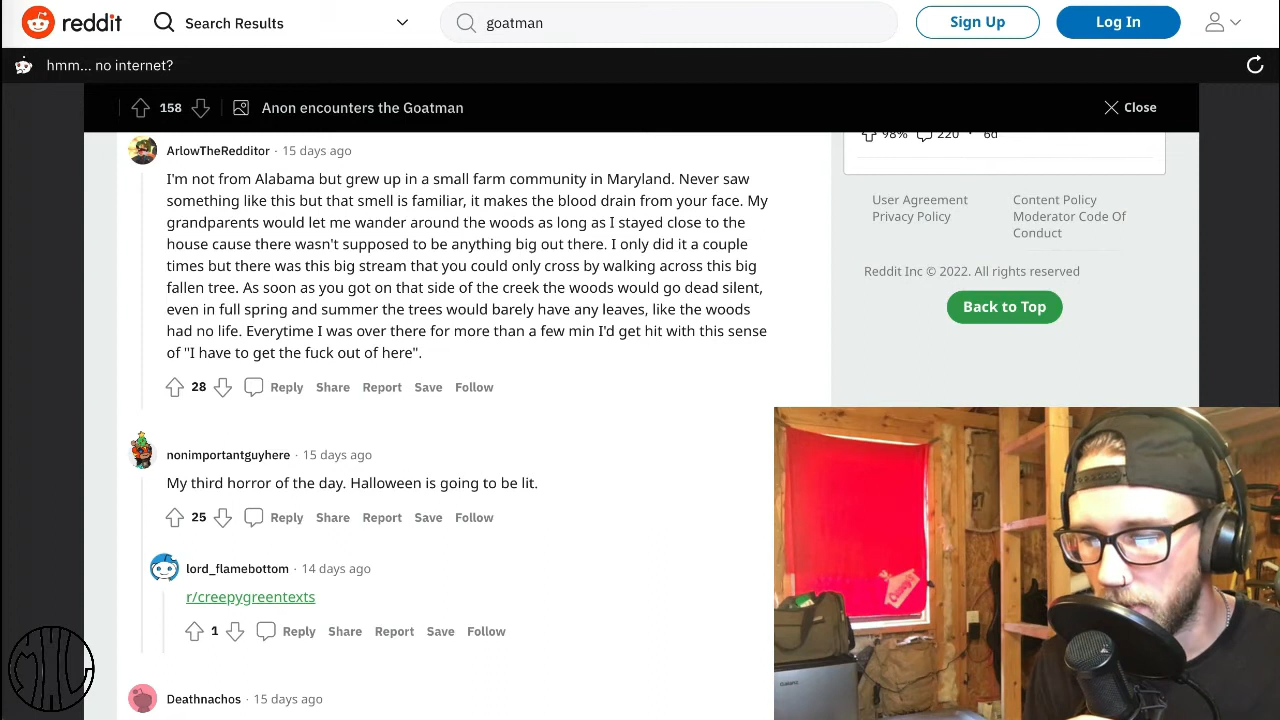 reddit
Search Results
goatman
Sign Up
Log In
hmm... no internet?
158
Anon encounters the Goatman
Close
ArlowTheRedditor · 15 days ago
I'm not from Alabama but grew up in a small farm community in Maryland. Never saw
something like this but that smell is familiar, it makes the blood drain from your face. My
grandparents would let me wander around the woods as long as I stayed close to the
house cause there wasn't supposed to be anything big out there. I only did it a couple
times but there was this big stream that you could only cross by walking across this big
fallen tree. As soon as you got on that side of the creek the woods would go dead silent,
even in full spring and summer the trees would barely have any leaves, like the woods
had no life. Everytime I was over there for more than a few min I'd get hit with this sense
of "I have to get the fuck out of here".
28 Reply Share Report Save Follow
nonimportantguyhere · 15 days ago
My third horror of the day. Halloween is going to be lit.
25 Reply Share Report Save Follow
lord_flamebottom · 14 days ago
r/creepygreentexts
1 Reply Share Report Save Follow
Deathnachos · 15 days ago
98% 220 · 6d
User Agreement
Privacy Policy
Content Policy
Moderator Code Of
Conduct
Reddit Inc © 2022. All rights reserved
Back to Top